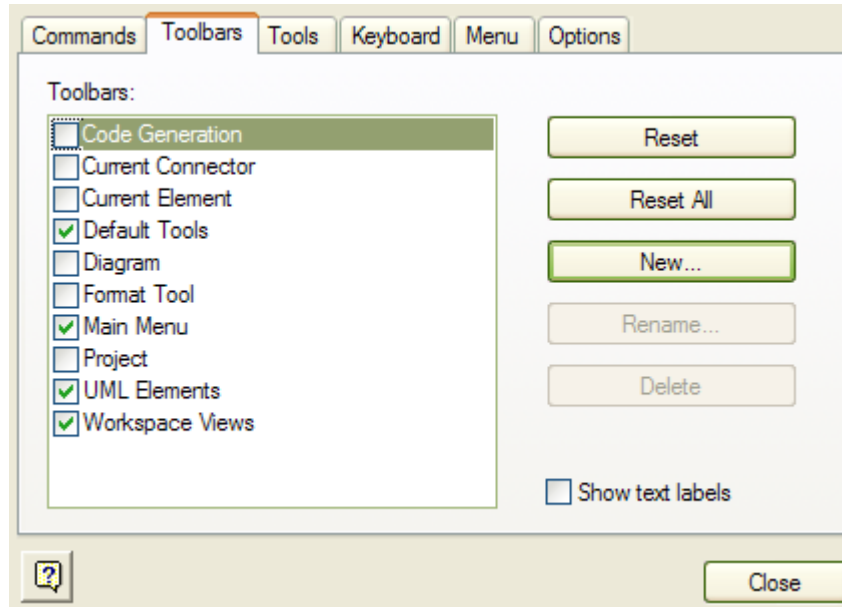 Commands Toolbars Tools Keyboard Menu Options
Toolbars:
Code Generation
Current Connector
Current Element
Default Tools
Diagram
Format Tool
Main Menu
Project
UML Elements
Workspace Views
Reset
Reset All
New...
Rename...
Delete
Show text labels
?
Close